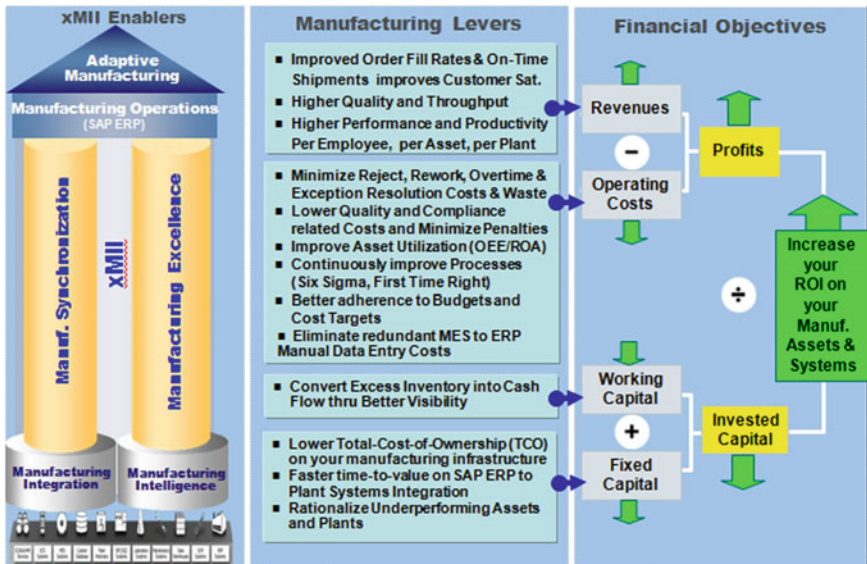 xMII Enablers
Adaptive
Manufacturing
Manufacturing Operations
(SAP ERP)
Manuf. Synchronization
xMII
Manufacturing Excellence
Manufacturing
Integration
Manufacturing
Intelligence
Manufacturing Levers
■ Improved Order Fill Rates & On-Time
Shipments improves Customer Sat.
■ Higher Quality and Throughput
■ Higher Performance and Productivity
Per Employee, per Asset, per Plant
■ Minimize Reject, Rework, Overtime &
Exception Resolution Costs & Waste
■ Lower Quality and Compliance
related Costs and Minimize Penalties
■ Improve Asset Utilization (OEE/ROA)
■ Continuously improve Processes
(Six Sigma, First Time Right)
■ Better adherence to Budgets and
Cost Targets
■ Eliminate redundant MES to ERP
Manual Data Entry Costs
■ Convert Excess Inventory into Cash
Flow thru Better Visibility
■ Lower Total-Cost-of-Ownership (TCO)
on your manufacturing infrastructure
■ Faster time-to-value on SAP ERP to
Plant Systems Integration
■ Rationalize Underperforming Assets
and Plants
Financial Objectives
Revenues
−
Operating
Costs
Profits
÷
Increase
your
ROI on
your
Manuf.
Assets &
Systems
Working
Capital
+
Fixed
Capital
Invested
Capital